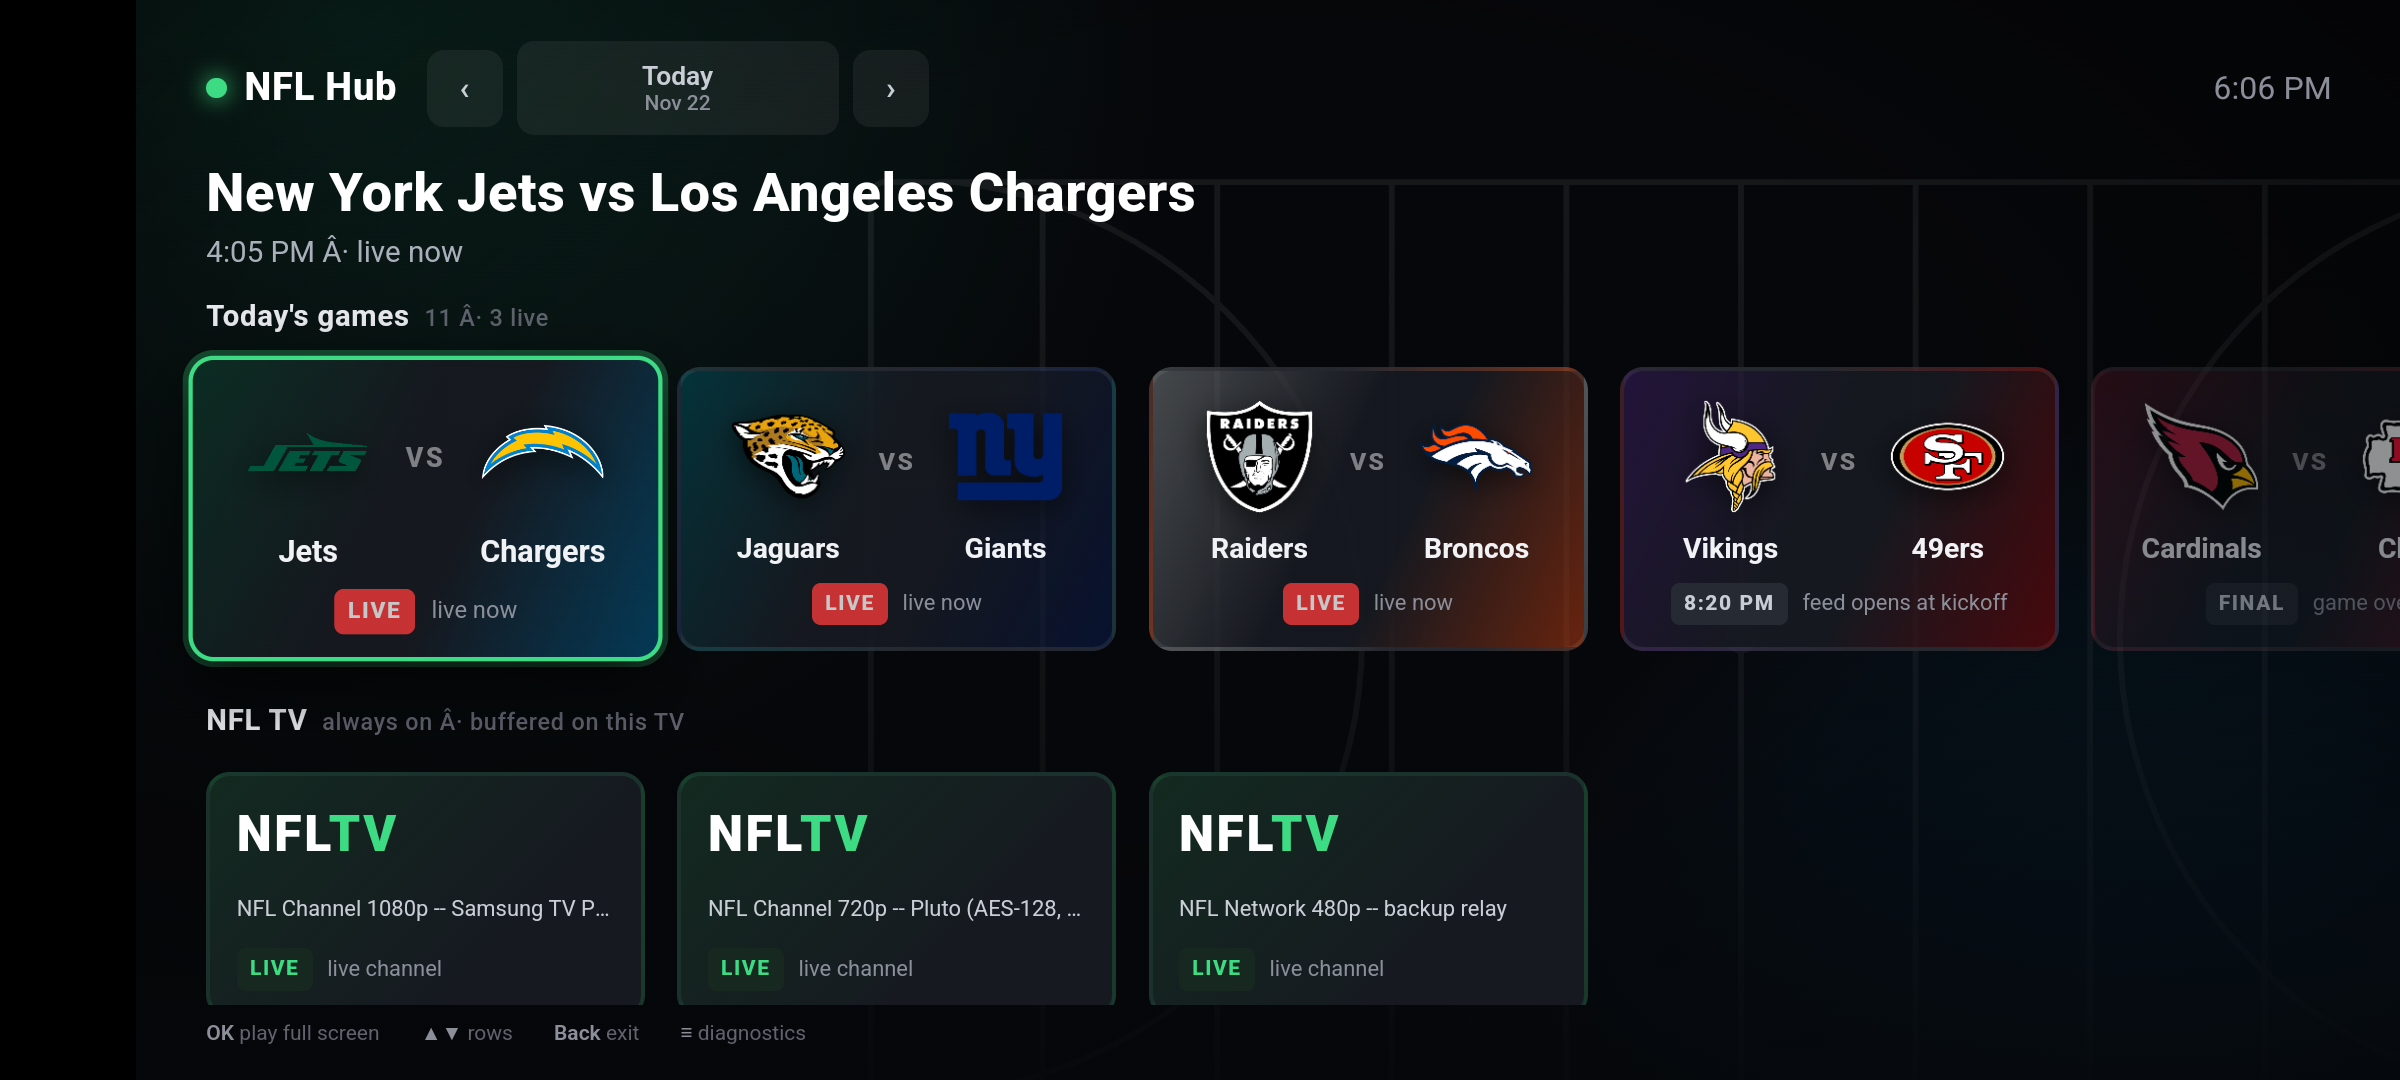 NFL Hub
‹
Today
Nov 22
›
6:06 PM
New York Jets vs Los Angeles Chargers
4:05 PM Â· live now
Today's games 11 Â· 3 live
JETS
VS
Jets
Chargers
LIVE live now
VS
ny
Jaguars
Giants
LIVE live now
RAIDERS
VS
Raiders
Broncos
LIVE live now
VS
SF
Vikings
49ers
8:20 PM feed opens at kickoff
VS
Cardinals
FINAL game
NFL TV always on Â· buffered on this TV
NFLTV
NFL Channel 1080p -- Samsung TV P...
LIVE live channel
NFLTV
NFL Channel 720p -- Pluto (AES-128, ...
LIVE live channel
NFLTV
NFL Network 480p -- backup relay
LIVE live channel
OK play full screen ▲▼ rows Back exit ≡ diagnostics